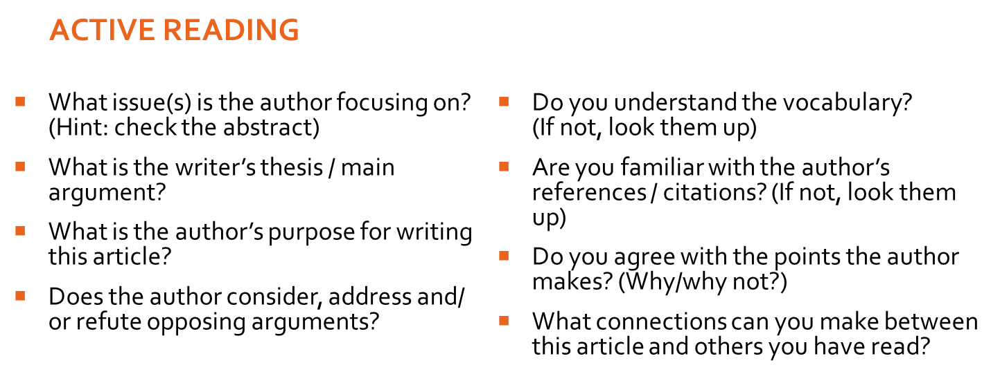 ACTIVE READING
What issue(s) is the author focusing on?
(Hint: check the abstract)
What is the writer’s thesis / main
argument?
What is the author’s purpose for writing
this article?
Does the author consider, address and/
or refute opposing arguments?
Do you understand the vocabulary?
(If not, look them up)
Are you familiar with the author’s
references / citations? (If not, look them
up)
Do you agree with the points the author
makes? (Why/why not?)
What connections can you make between
this article and others you have read?